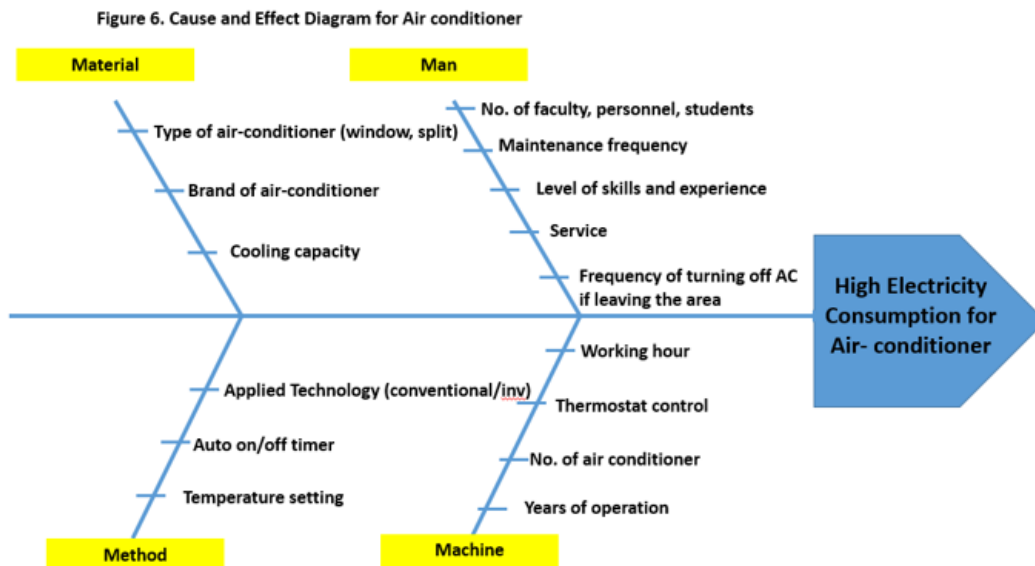 Figure 6. Cause and Effect Diagram for Air conditioner
Material
Man
No. of faculty, personnel, students
Type of air-conditioner (window, split)
Maintenance frequency
Brand of air-conditioner
Level of skills and experience
Service
Cooling capacity
Frequency of turning off AC
if leaving the area
High Electricity
Consumption for
Air- conditioner
Working hour
Applied Technology (conventional/inv)
Thermostat control
Auto on/off timer
No. of air conditioner
Temperature setting
Years of operation
Method
Machine